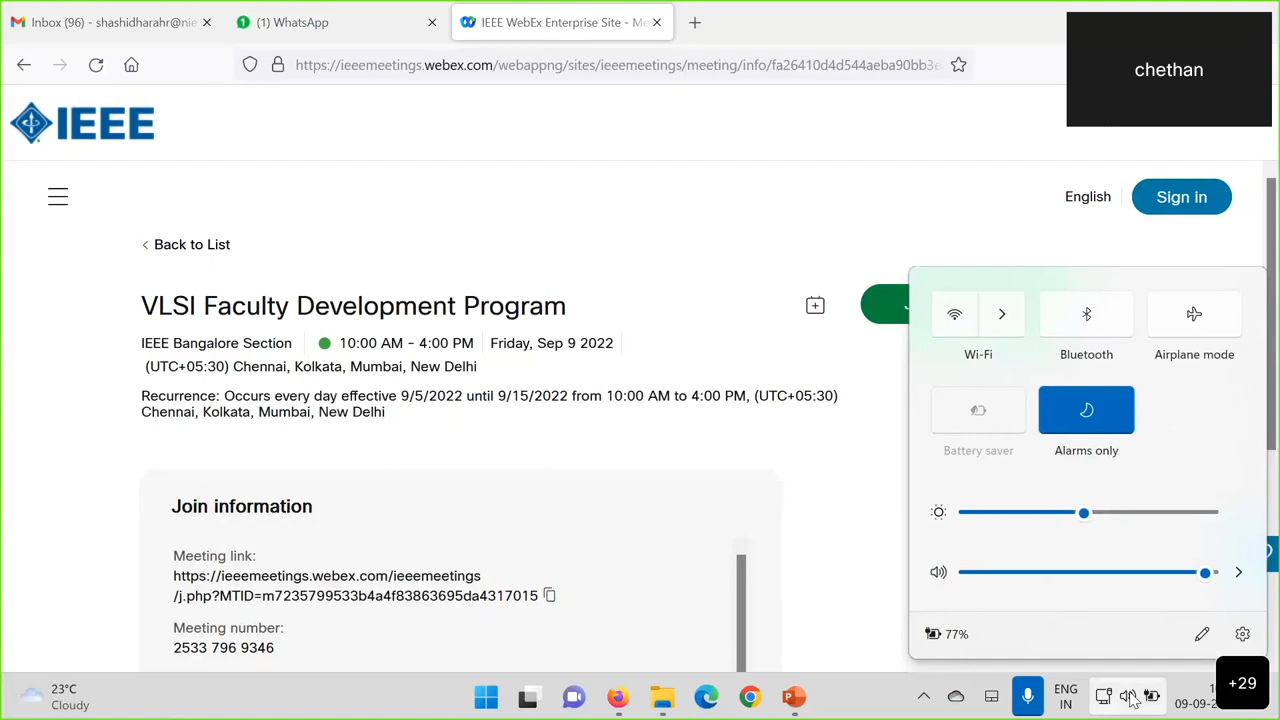 Inbox (96) - shashidharahr@nie
(1) WhatsApp
IEEE WebEx Enterprise Site - Me
https://ieeemeetings.webex.com/webappng/sites/ieeemeetings/meeting/info/fa26410d4d544aeba90bb3e
chethan
IEEE
English
Sign in
Back to List
VLSI Faculty Development Program
IEEE Bangalore Section 10:00 AM - 4:00 PM Friday, Sep 9 2022
(UTC+05:30) Chennai, Kolkata, Mumbai, New Delhi
Recurrence: Occurs every day effective 9/5/2022 until 9/15/2022 from 10:00 AM to 4:00 PM, (UTC+05:30)
Chennai, Kolkata, Mumbai, New Delhi
Join information
Meeting link:
https://ieeemeetings.webex.com/ieeemeetings
/j.php?MTID=m7235799533b4a4f83863695da4317015
Meeting number:
2533 796 9346
Wi-Fi
Bluetooth
Airplane mode
Battery saver
Alarms only
77%
23°C
Cloudy
ENG
IN
09-09-2
+29